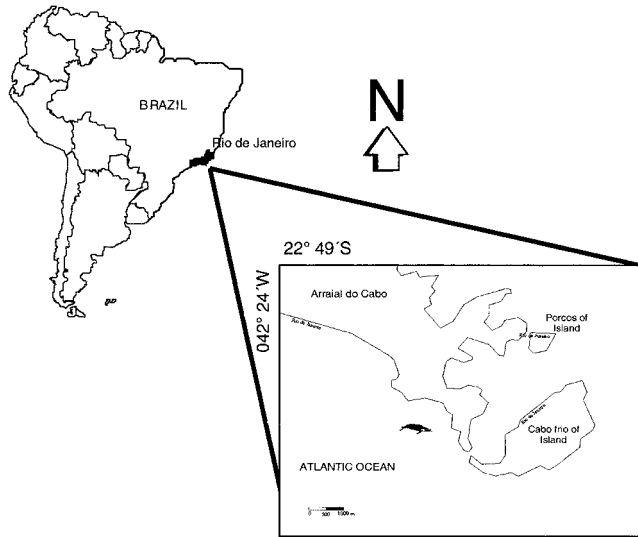 BRAZIL
Rio de Janeiro
N
22° 49´S
042° 24´W
Arraial do Cabo
Porcos of
Island
Cabo frio of
Island
ATLANTIC OCEAN